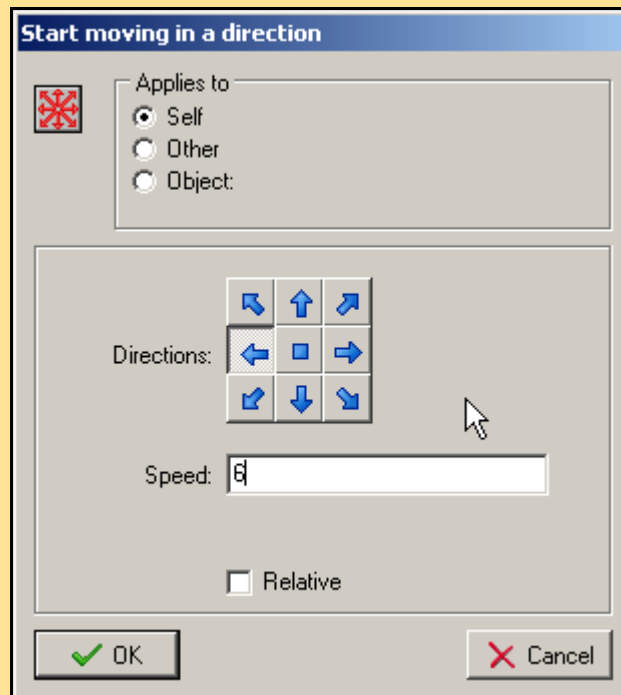 Start moving in a direction
Applies to
Self
Other
Object:
Directions:
Speed: 6
Relative
OK
Cancel